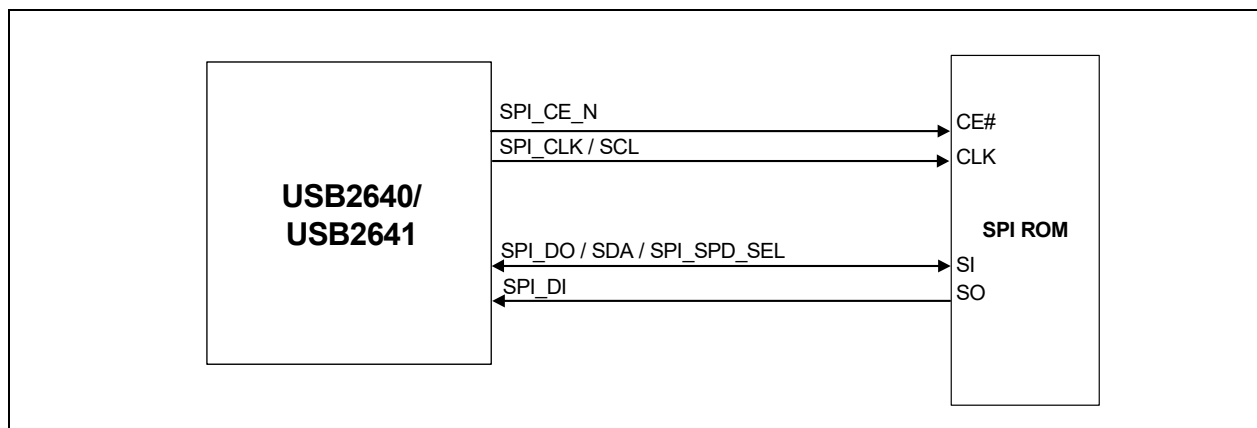 SPI_CE_N
CE#
SPI_CLK / SCL
CLK
USB2640/
USB2641
SPI ROM
SPI_DO / SDA / SPI_SPD_SEL
SI
SPI_DI
SO